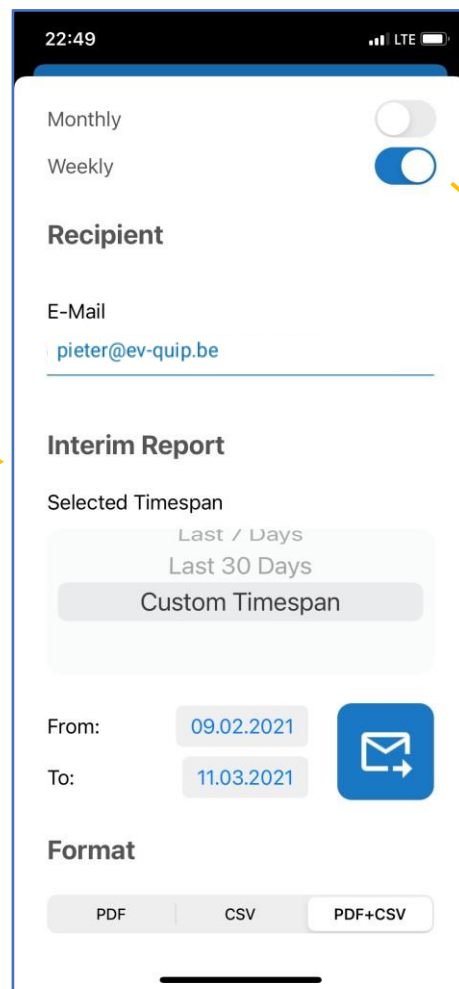 22:49 LTE
Monthly
Weekly
Recipient
E-Mail
pieter@ev-quip.be
Interim Report
Selected Timespan
Last 7 Days
Last 30 Days
Custom Timespan
From: 09.02.2021
To: 11.03.2021
Format
PDF CSV PDF+CSV